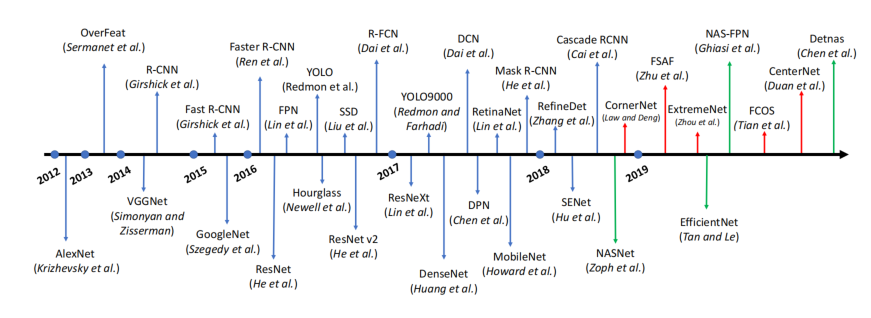 OverFeat
(Sermanet et al.)
R-CNN
(Girshick et al.)
Fast R-CNN
(Girshick et al.)
Faster R-CNN
(Ren et al.)
FPN
(Lin et al.)
YOLO
(Redmon et al.)
SSD
(Liu et al.)
R-FCN
(Dai et al.)
YOLO9000
(Redmon and
Farhadi)
DCN
(Dai et al.)
RetinaNet
(Lin et al.)
Mask R-CNN
(He et al.)
RefineDet
(Zhang et al.)
Cascade RCNN
(Cai et al.)
CornerNet
(Law and Deng)
FSAF
(Zhu et al.)
ExtremeNet
(Zhou et al.)
NAS-FPN
(Ghiasi et al.)
FCOS
(Tian et al.)
CenterNet
(Duan et al.)
Detnas
(Chen et al.)
2012
2013
2014
2015
2016
2017
2018
2019
AlexNet
(Krizhevsky et al.)
VGGNet
(Simonyan and
Zisserman)
GoogleNet
(Szegedy et al.)
ResNet
(He et al.)
Hourglass
(Newell et al.)
ResNet v2
(He et al.)
ResNeXt
(Lin et al.)
DenseNet
(Huang et al.)
DPN
(Chen et al.)
MobileNet
(Howard et al.)
SENet
(Hu et al.)
NASNet
(Zoph et al.)
EfficientNet
(Tan and Le)